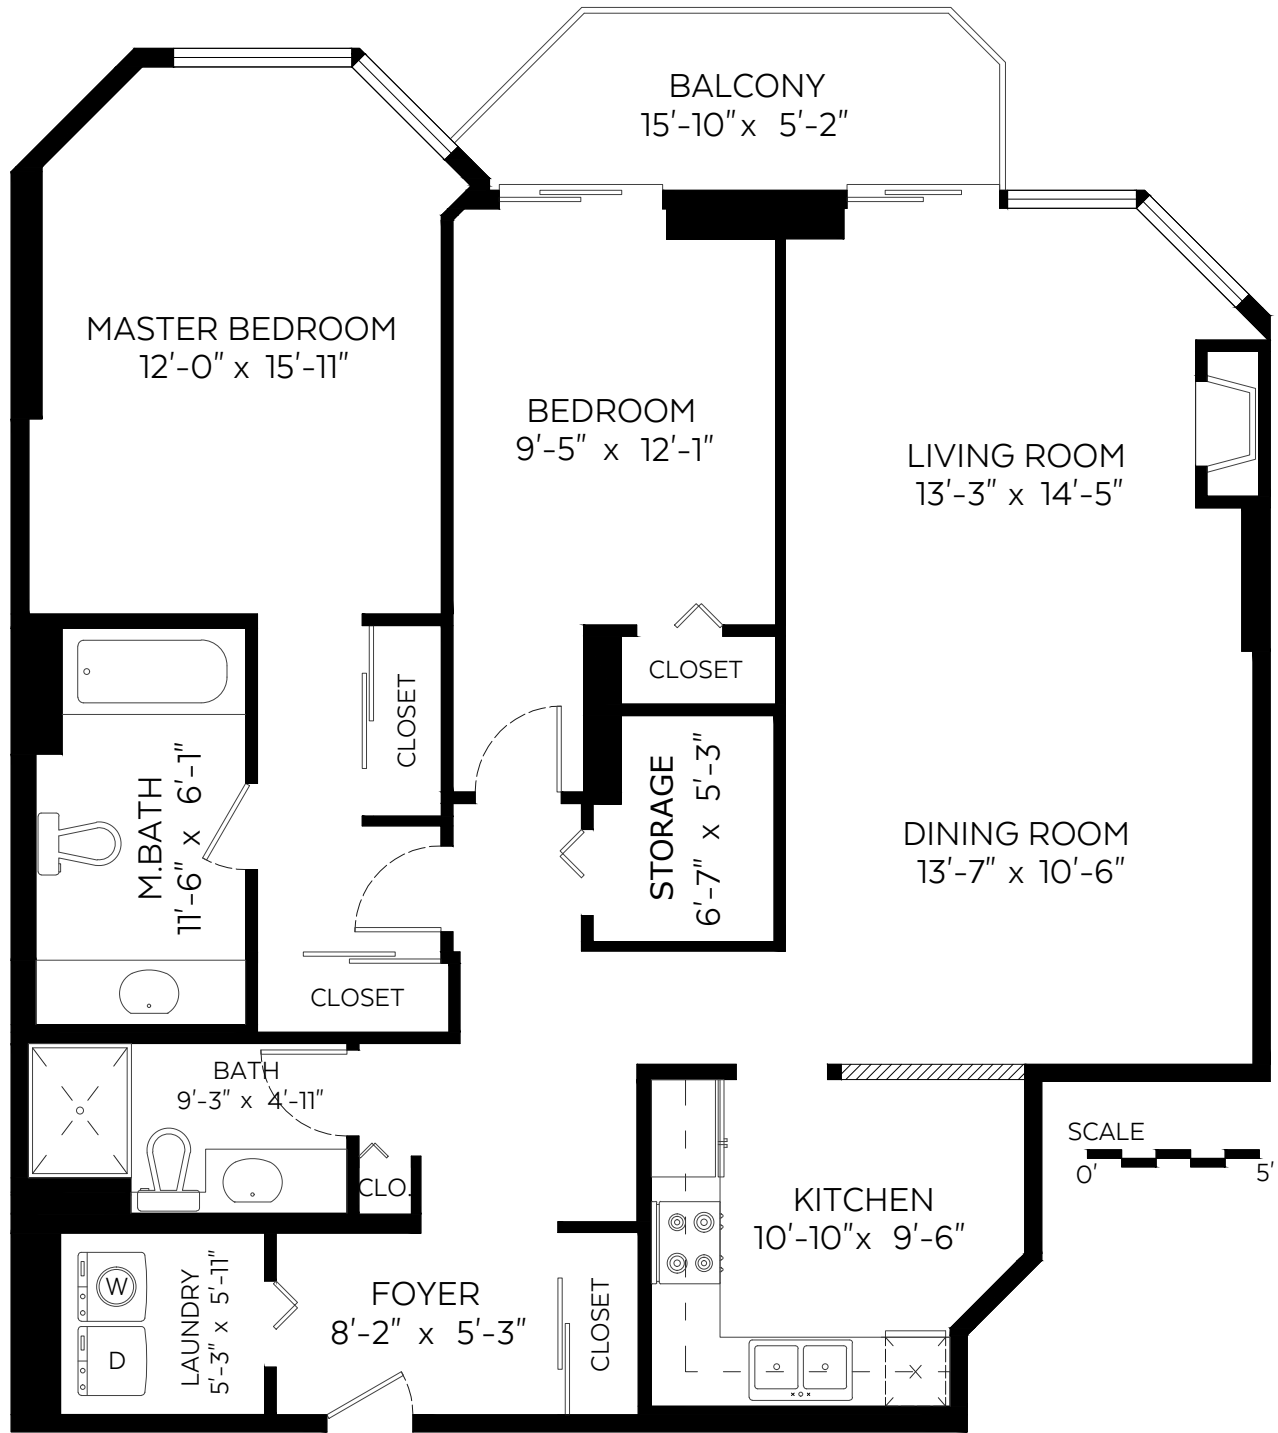 BALCONY
15'-10" x 5'-2"
MASTER BEDROOM
12'-0" x 15'-11"
BEDROOM
9'-5" x 12'-1"
LIVING ROOM
13'-3" x 14'-5"
CLOSET
CLOSET
STORAGE
6'-7" x 5'-3"
M.BATH
11'-6" x 6'-1"
DINING ROOM
13'-7" x 10'-6"
CLOSET
BATH
9'-3" x 4'-11"
SCALE
0' 5'
CLO.
KITCHEN
10'-10" x 9'-6"
W
D
LAUNDRY
5'-3" x 5'-11"
FOYER
8'-2" x 5'-3"
CLOSET